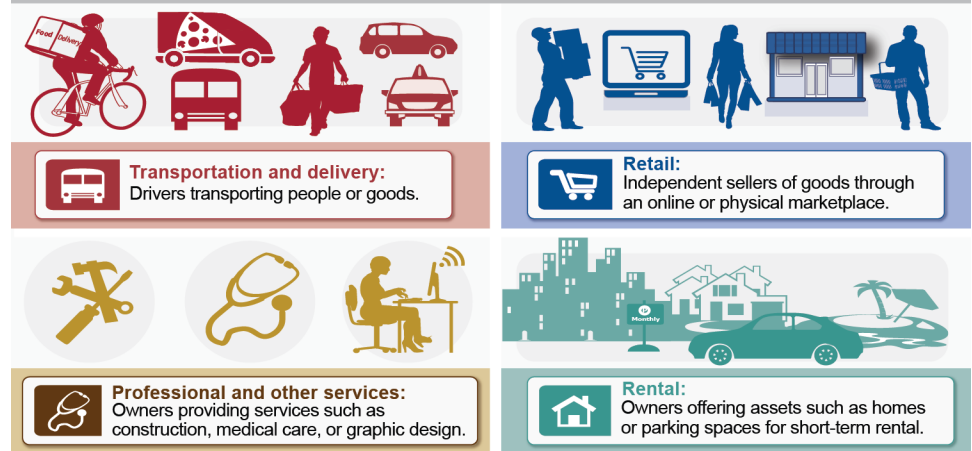 Food Delivery
Transportation and delivery:
Drivers transporting people or goods.
Retail:
Independent sellers of goods through
an online or physical marketplace.
Monthly
Professional and other services:
Owners providing services such as
construction, medical care, or graphic design.
Rental:
Owners offering assets such as homes
or parking spaces for short-term rental.